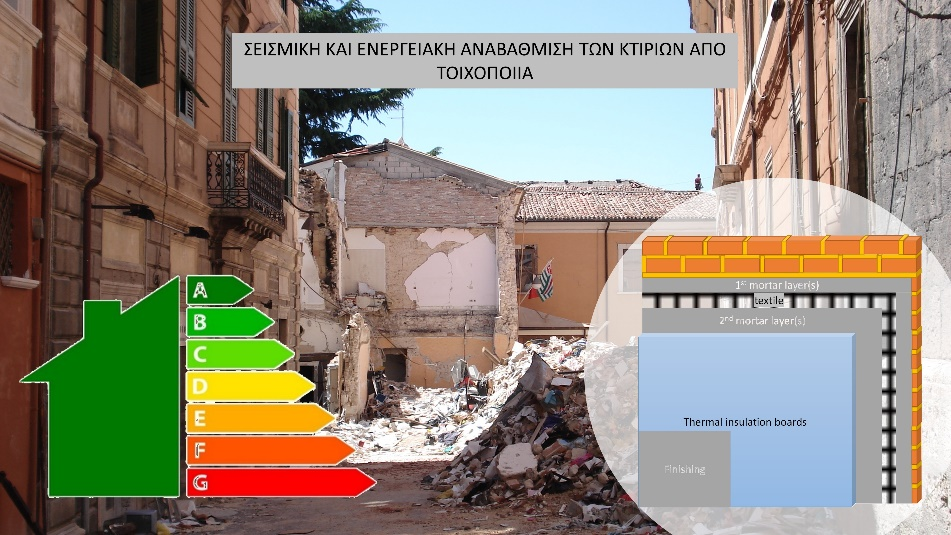 ΣΕΙΣΜΙΚΗ ΚΑΙ ΕΝΕΡΓΕΙΑΚΗ ΑΝΑΒΑΘΜΙΣΗ ΤΩΝ ΚΤΙΡΙΩΝ ΑΠΟ
ΤΟΙΧΟΠΟΙΙΑ
A
B
C
D
E
F
G
1st mortar layer(s)
textile
2nd mortar layer(s)
Thermal insulation boards
Finishing